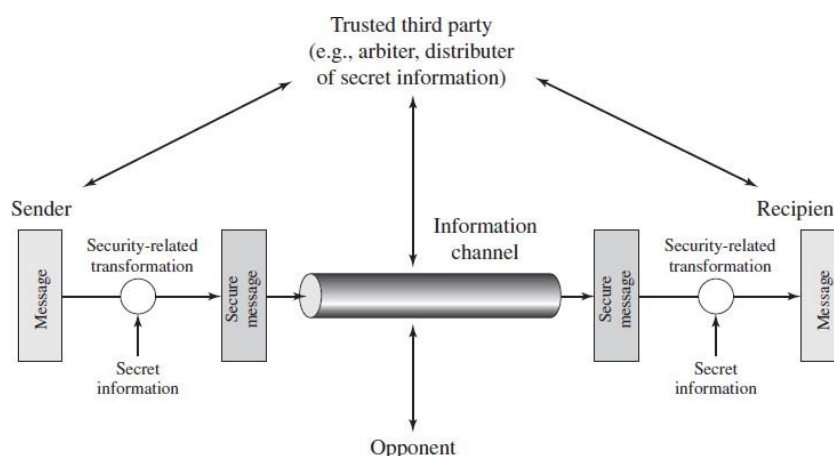 Trusted third party
(e.g., arbiter, distributer
of secret information)
Sender
Recipien
Information
channel
Security-related
transformation
Security-related
transformation
Message
Secure
message
Secure
message
Message
Secret
information
Secret
information
Opponent